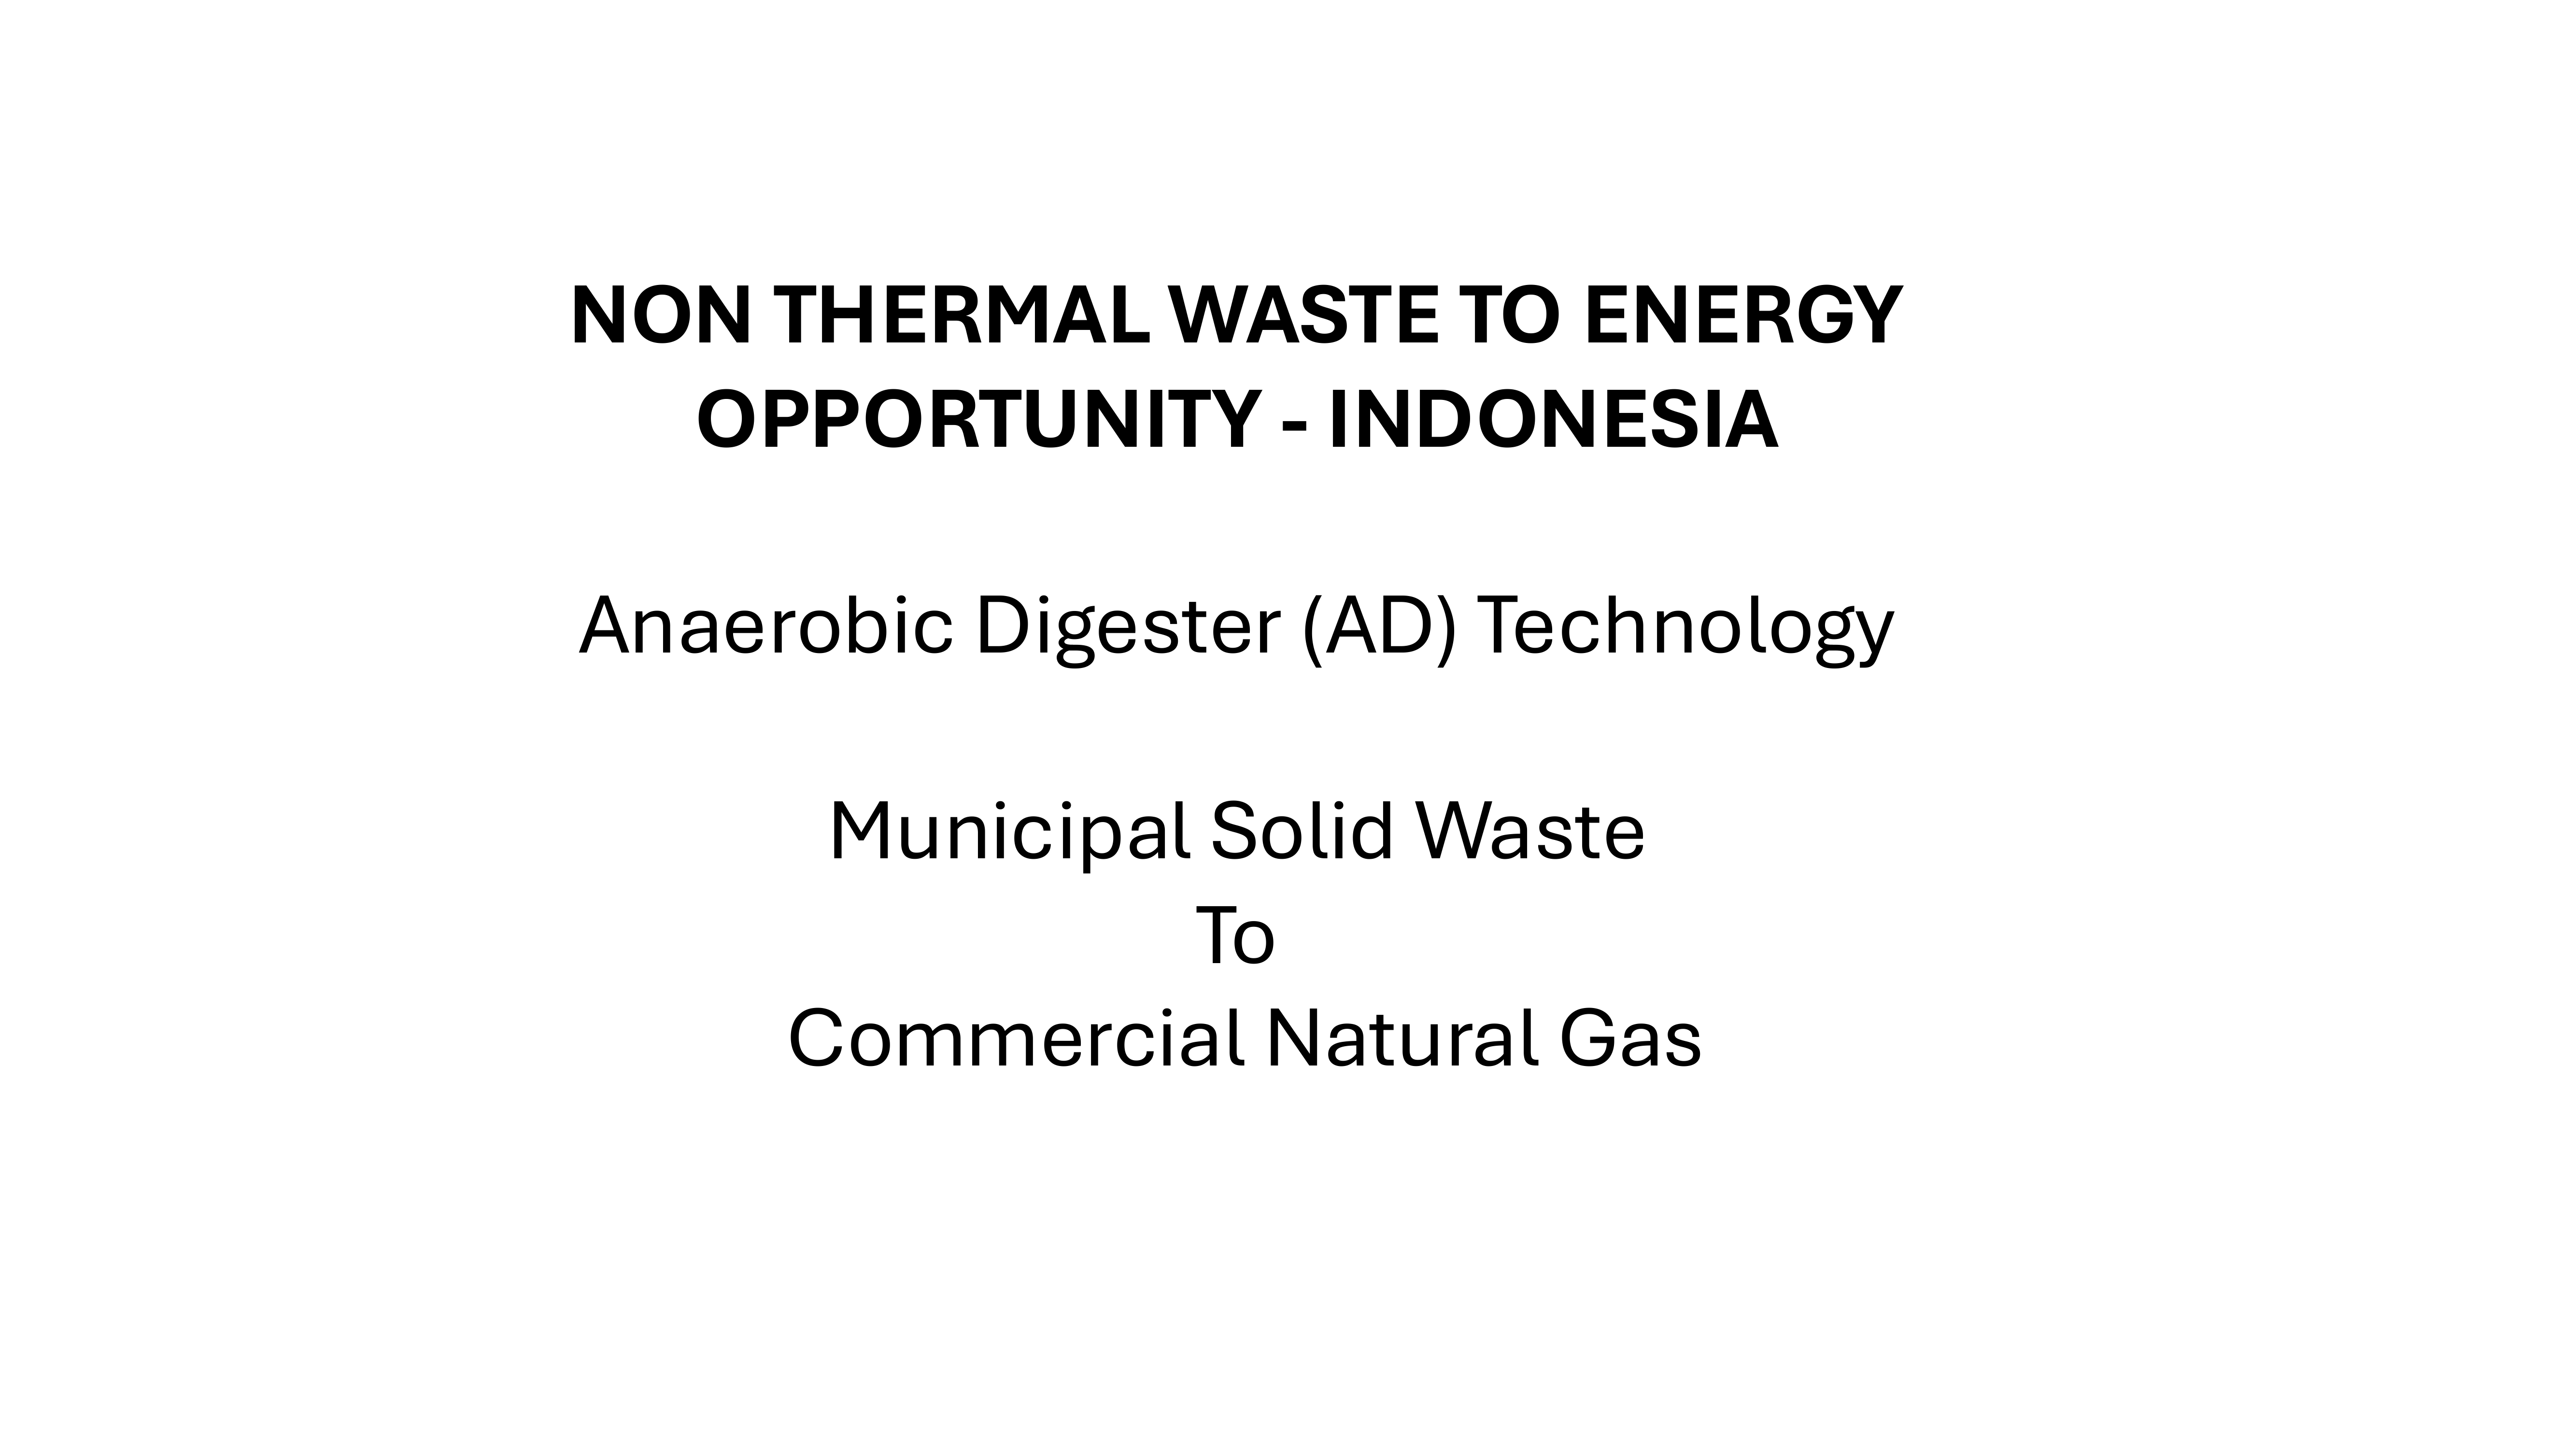 NON THERMAL WASTE TO ENERGY
OPPORTUNITY - INDONESIA
Anaerobic Digester (AD) Technology
Municipal Solid Waste
To
Commercial Natural Gas